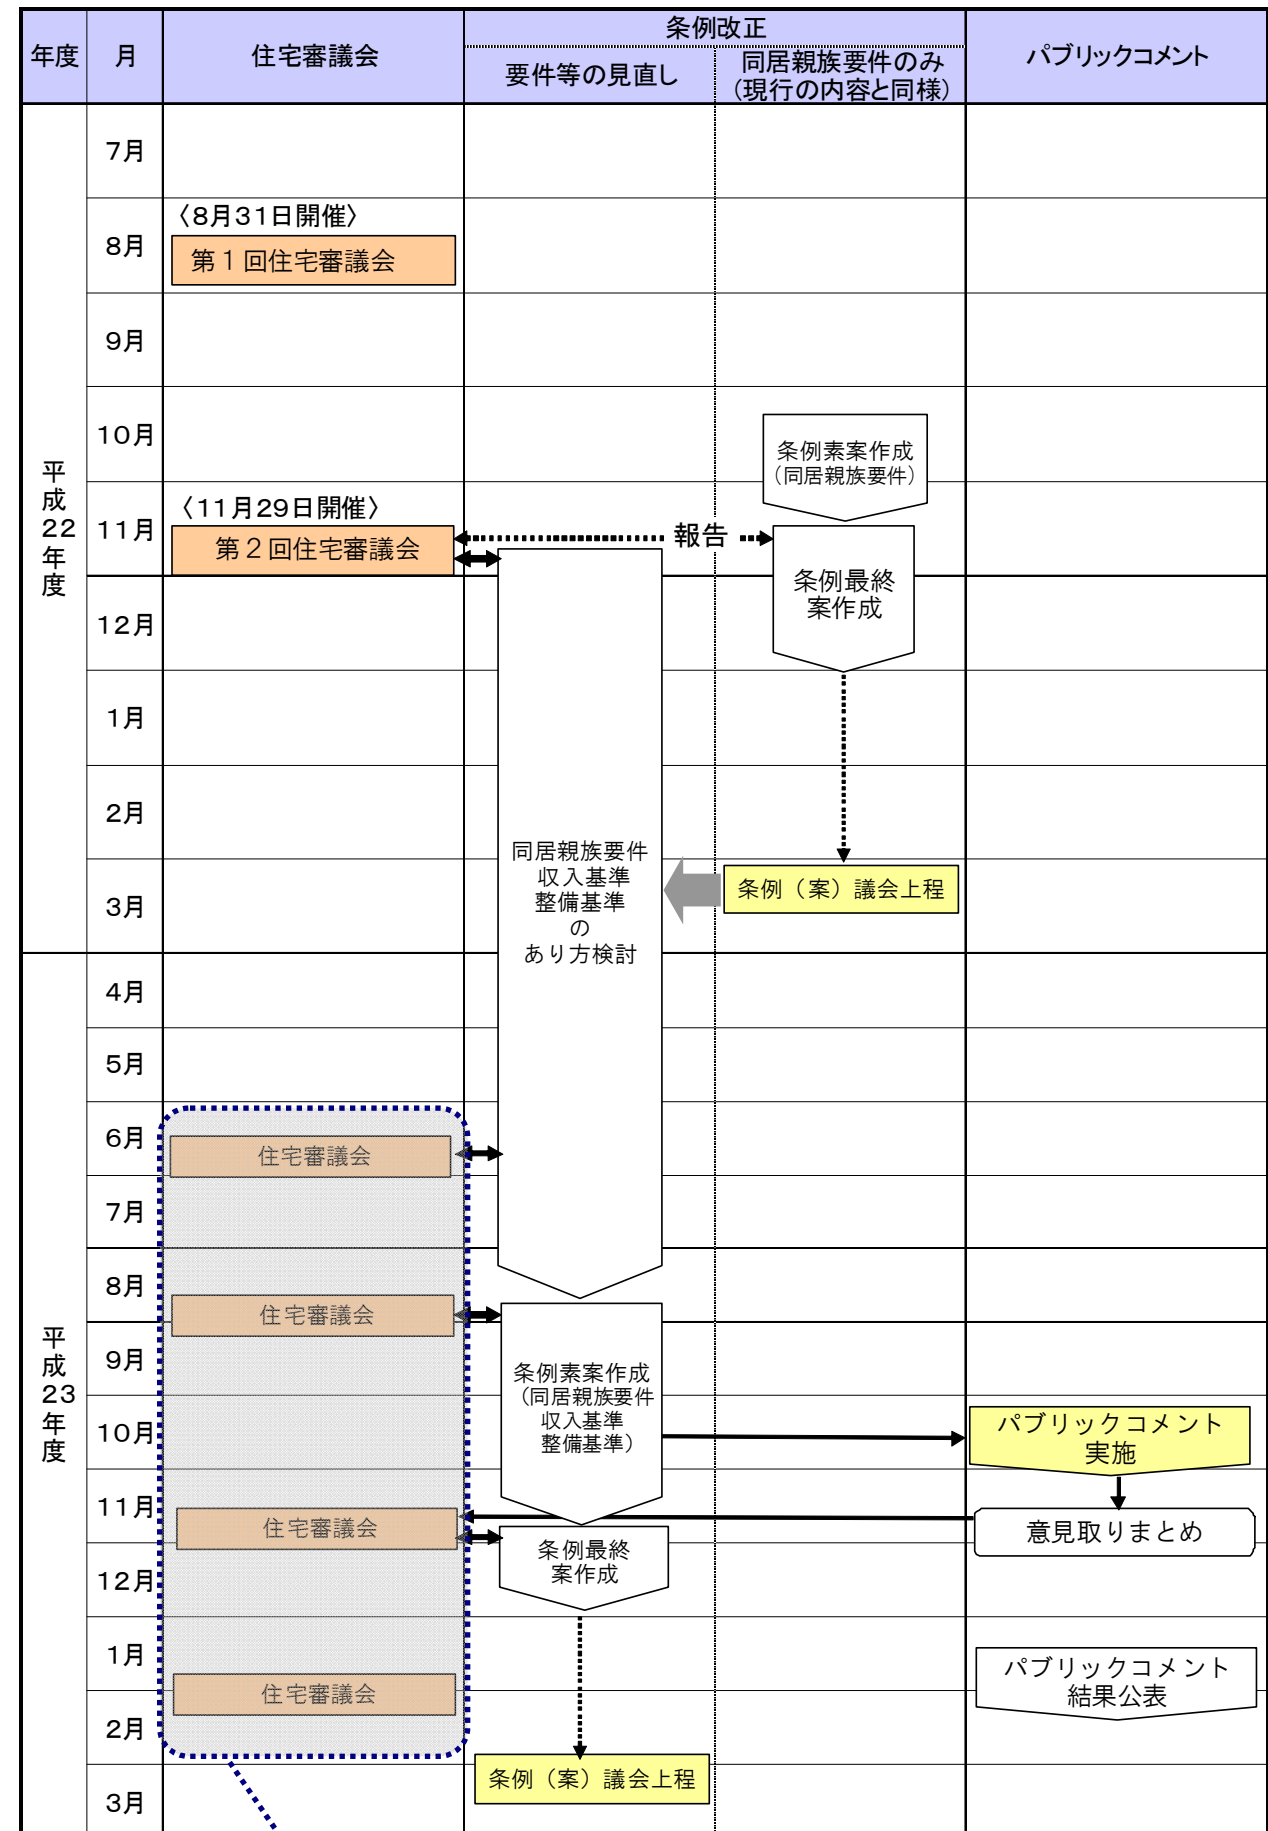 年度
月
住宅審議会
条例改正
要件等の見直し
同居親族要件のみ
(現行の内容と同様)
パブリックコメント
平成22年度
7月
8月
〈8月31日開催〉
第1回住宅審議会
9月
10月
条例素案作成
(同居親族要件)
11月
〈11月29日開催〉
第2回住宅審議会
報告
条例最終
案作成
12月
1月
2月
3月
同居親族要件
収入基準
整備基準
の
あり方検討
条例(案)議会上程
平成23年度
4月
5月
6月
住宅審議会
7月
8月
住宅審議会
9月
条例素案作成
(同居親族要件
収入基準
整備基準)
10月
パブリックコメント
実施
11月
住宅審議会
意見取りまとめ
条例最終
案作成
12月
1月
住宅審議会
パブリックコメント
結果公表
2月
3月
条例(案)議会上程